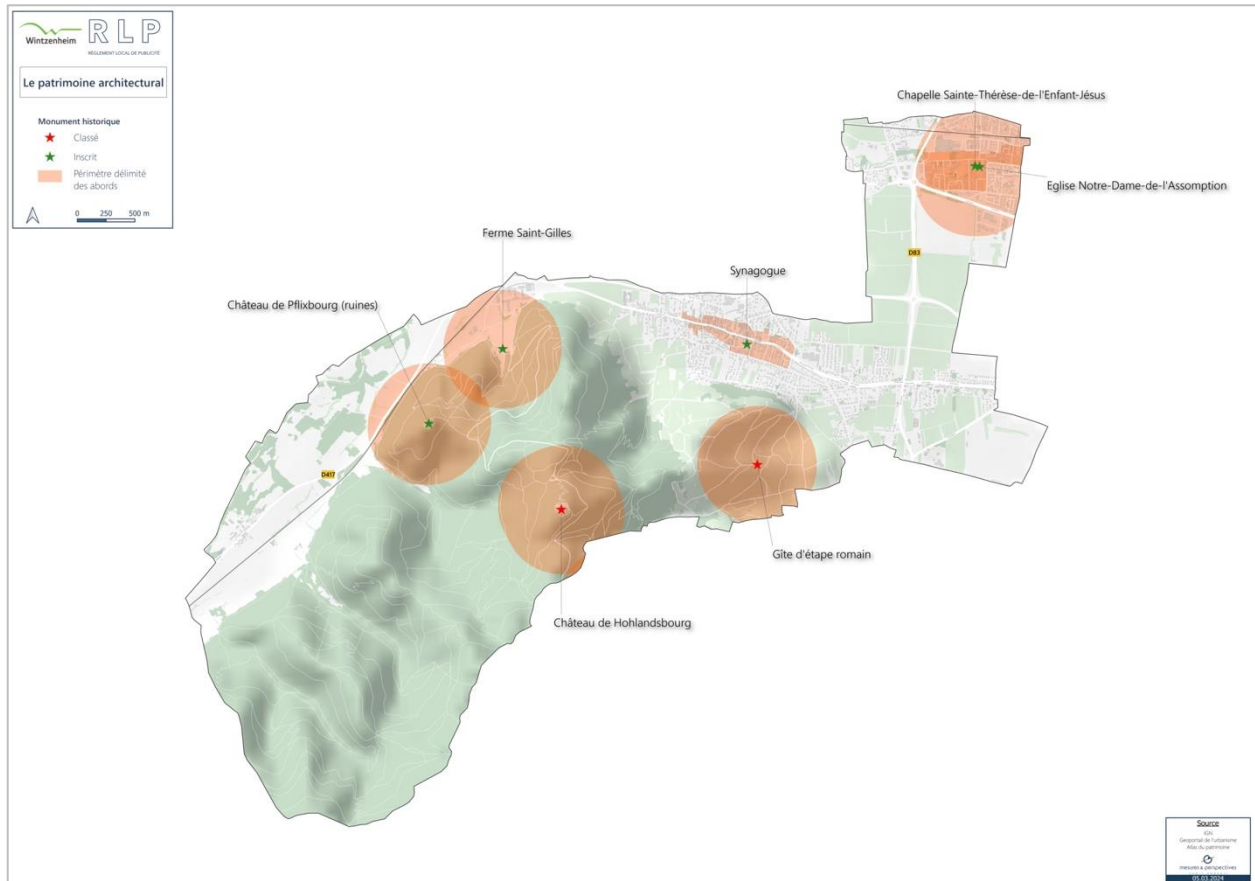 Wintzenheim
RLP
RÈGLEMENT LOCAL DE PUBLICITÉ
Le patrimoine architectural
Monument historique
Classé
Inscrit
Périmètre délimité
des abords
0 250 500 m
Chapelle Sainte-Thérèse-de-l'Enfant-Jésus
Eglise Notre-Dame-de-l'Assomption
Ferme Saint-Gilles
Synagogue
D83
Château de Pflixbourg (ruines)
D417
Gîte d'étape romain
Château de Hohlandsbourg
Source
IGN
Geoportail de l'urbanisme
Atlas du patrimoine
mesures & perspectives
05.03.2024